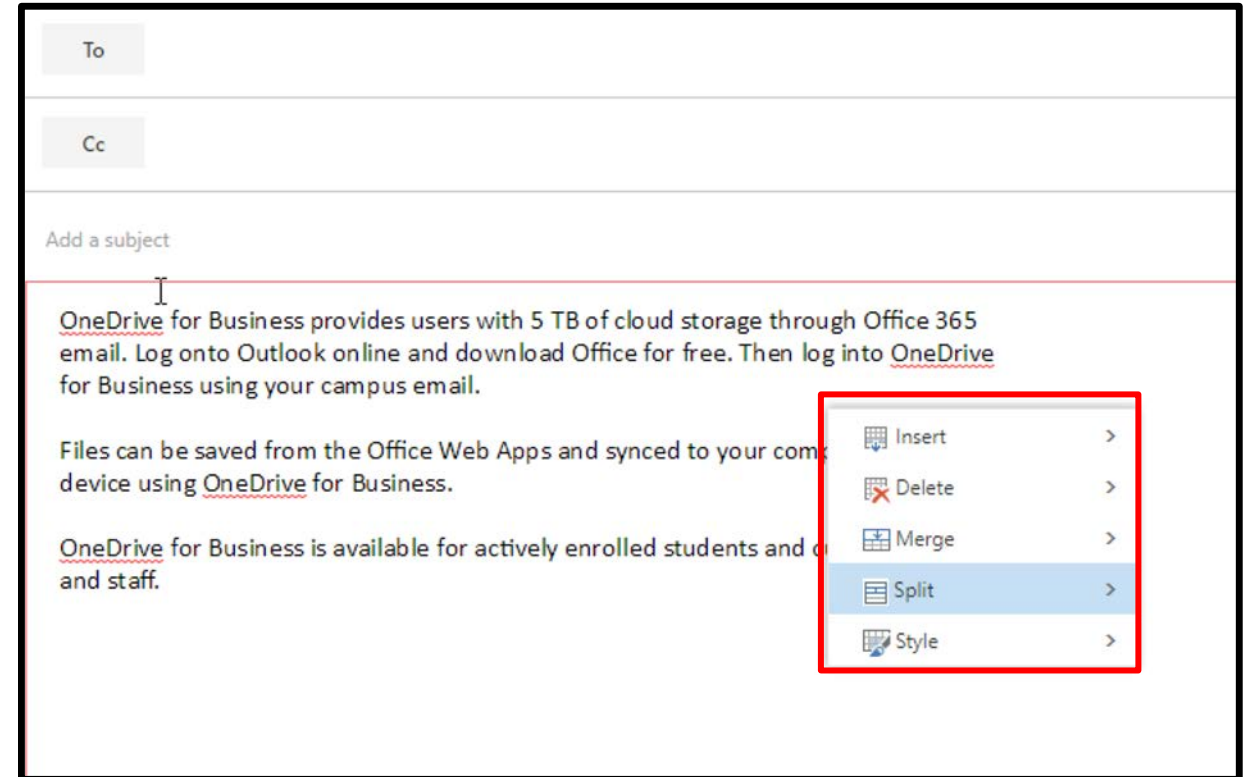 To
Cc
Add a subject
OneDrive for Business provides users with 5 TB of cloud storage through Office 365
email. Log onto Outlook online and download Office for free. Then log into OneDrive
for Business using your campus email.
Files can be saved from the Office Web Apps and synced to your
device using OneDrive for Business.
OneDrive for Business is available for actively enrolled students and
and staff.
Insert
Delete
Merge
Split
Style